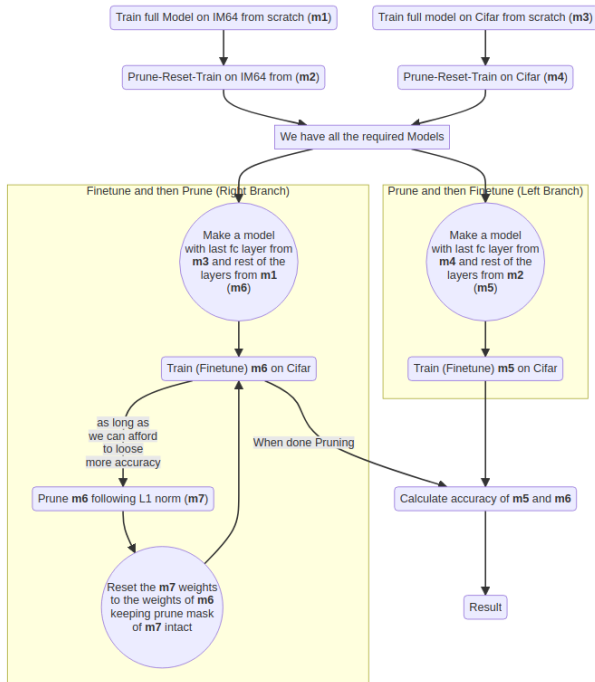 Train full Model on IM64 from scratch (m1)
Train full model on Cifar from scratch (m3)
Prune-Reset-Train on IM64 from (m2)
Prune-Reset-Train on Cifar (m4)
We have all the required Models
Finetune and then Prune (Right Branch)
Prune and then Finetune (Left Branch)
Make a model
with last fc layer from
m3 and rest of the
layers from m1
(m6)
Make a model
with last fc layer from
m4 and rest of the
layers from m2
(m5)
Train (Finetune) m6 on Cifar
Train (Finetune) m5 on Cifar
as long as
we can afford
to loose
more accuracy
When done Pruning
Prune m6 following L1 norm (m7)
Calculate accuracy of m5 and m6
Reset the m7 weights
to the weights of m6
keeping prune mask
of m7 intact
Result